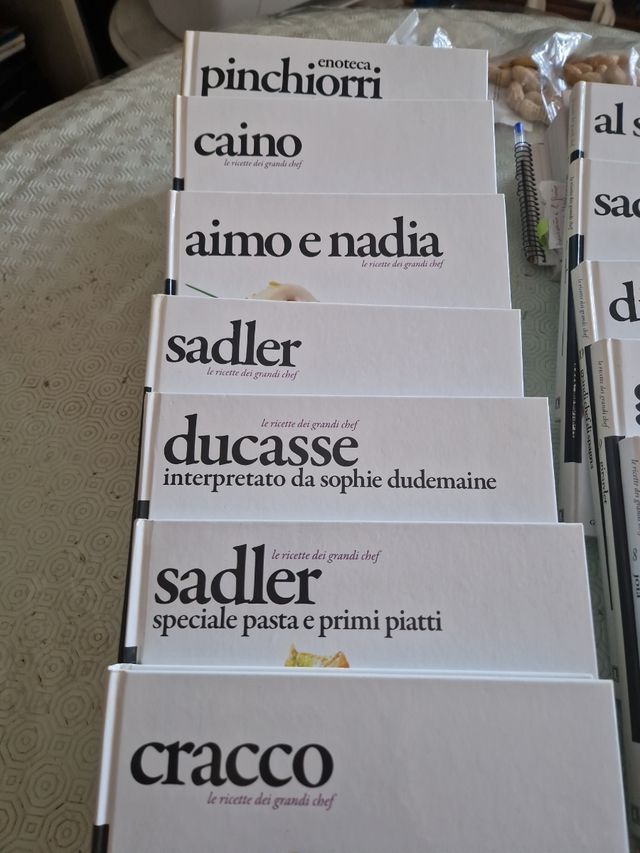 enoteca
pinchiorri
caino
le ricette dei grandi chef
aimo e nadia
le ricette dei grandi chef
sadler
le ricette dei grandi chef
le ricette dei grandi chef
ducasse
interpretato da sophie dudemaine
le ricette dei grandi chef
sadler
speciale pasta e primi piatti
cracco
le ricette dei grandi chef
al s
sad
d